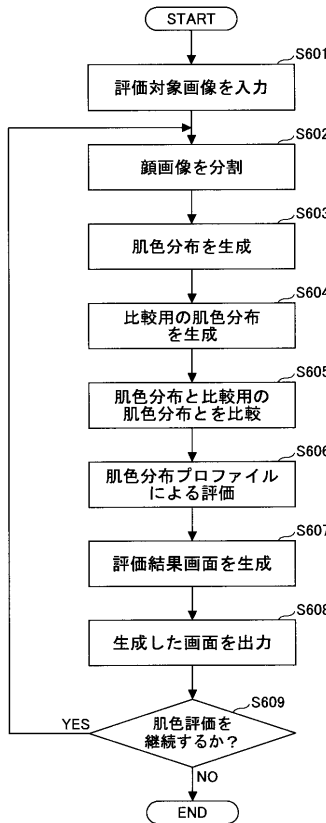 START
S601
評価対象画像を入力
S602
顔画像を分割
S603
肌色分布を生成
S604
比較用の肌色分布
を生成
S605
肌色分布と比較用の
肌色分布とを比較
S606
肌色分布プロファイル
による評価
S607
評価結果画面を生成
S608
生成した画面を出力
S609
肌色評価を
継続するか?
YES
NO
END